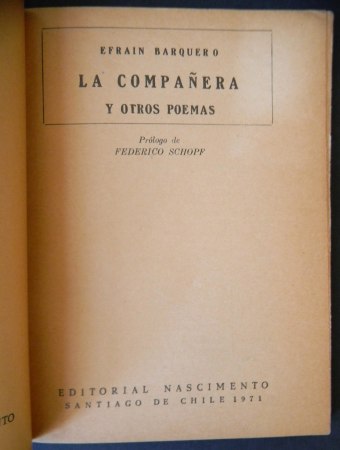 EFRAIN BARQUERO
LA COMPAÑERA
Y OTROS POEMAS
Prólogo de
FEDERICO SCHOPF
EDITORIAL NASCIMENTO
SANTIAGO DE CHILE 1971